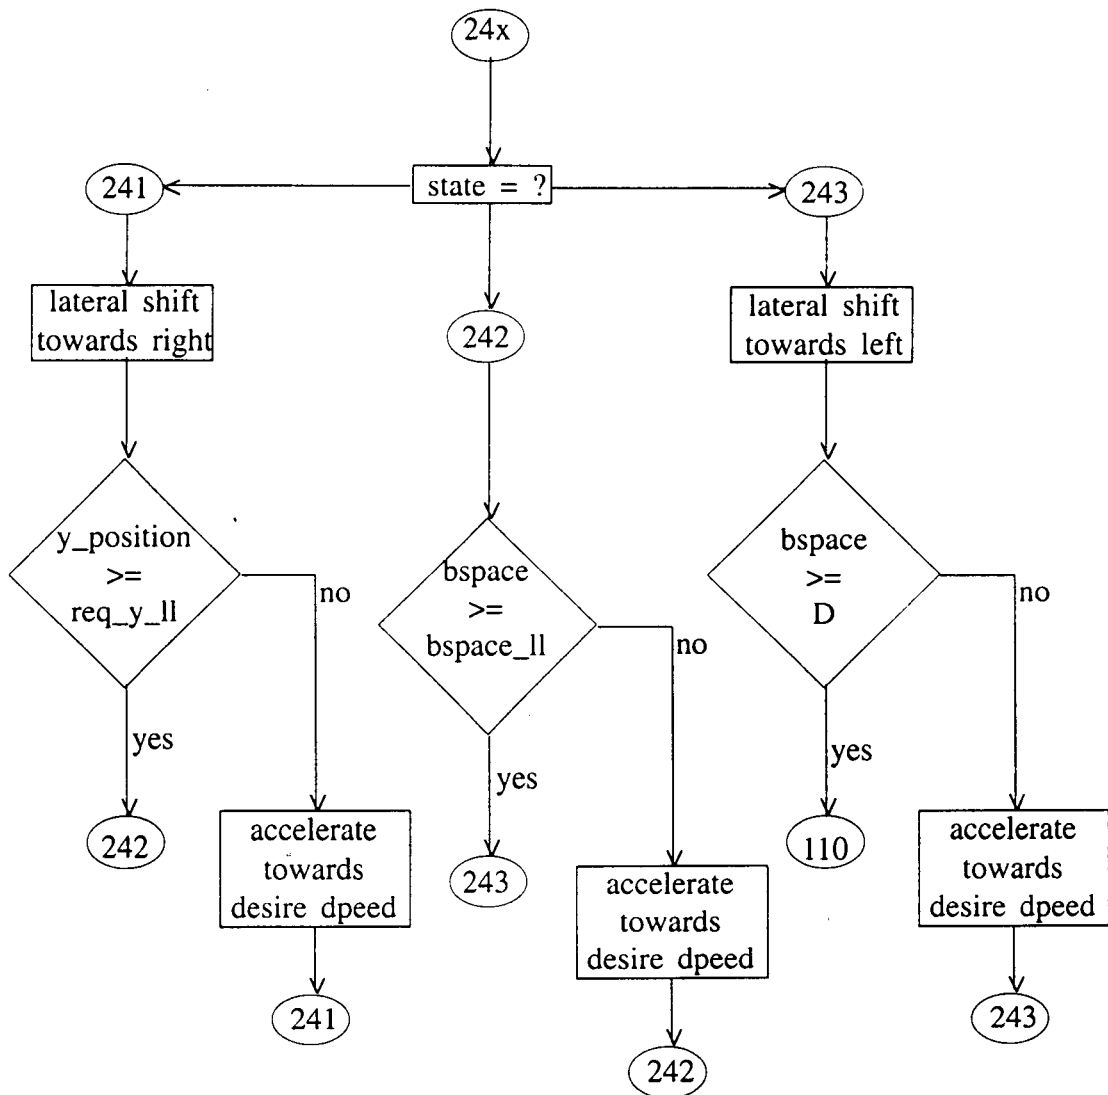 24x
state = ?
241
243
lateral shift
towards right
242
lateral shift
towards left
y_position
>=
req_y_ll
no
yes
242
accelerate
towards
desire dpeed
241
bspace
>=
bspace_ll
no
yes
243
accelerate
towards
desire dpeed
242
bspace
>=
D
no
yes
110
accelerate
towards
desire dpeed
243